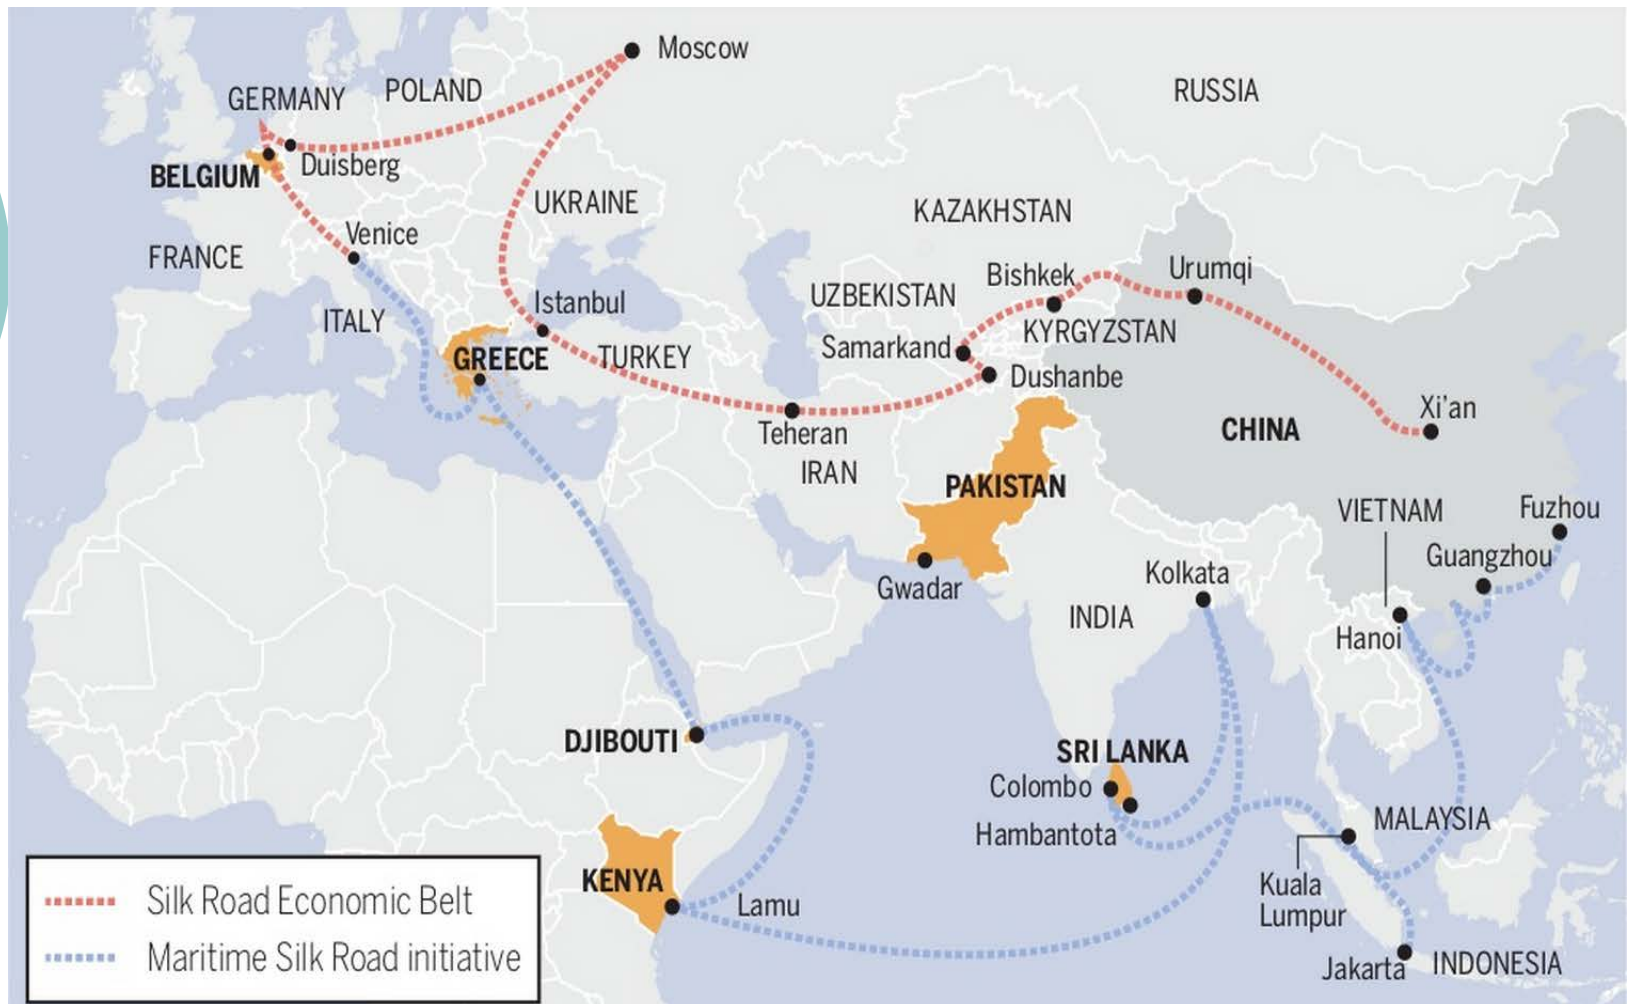 Moscow
GERMANY
POLAND
RUSSIA
BELGIUM
Duisberg
UKRAINE
KAZAKHSTAN
FRANCE
Venice
Bishkek
Urumqi
UZBEKISTAN
Istanbul
ITALY
KYRGYZSTAN
Samarkand
GREECE
TURKEY
Dushanbe
Xi'an
Teheran
CHINA
IRAN
PAKISTAN
VIETNAM
Fuzhou
Guangzhou
Gwadar
Kolkata
INDIA
Hanoi
DJIBOUTI
SRI LANKA
Colombo
Hambantota
MALAYSIA
KENYA
Lamu
Kuala
Lumpur
Jakarta
INDONESIA
Silk Road Economic Belt
Maritime Silk Road initiative